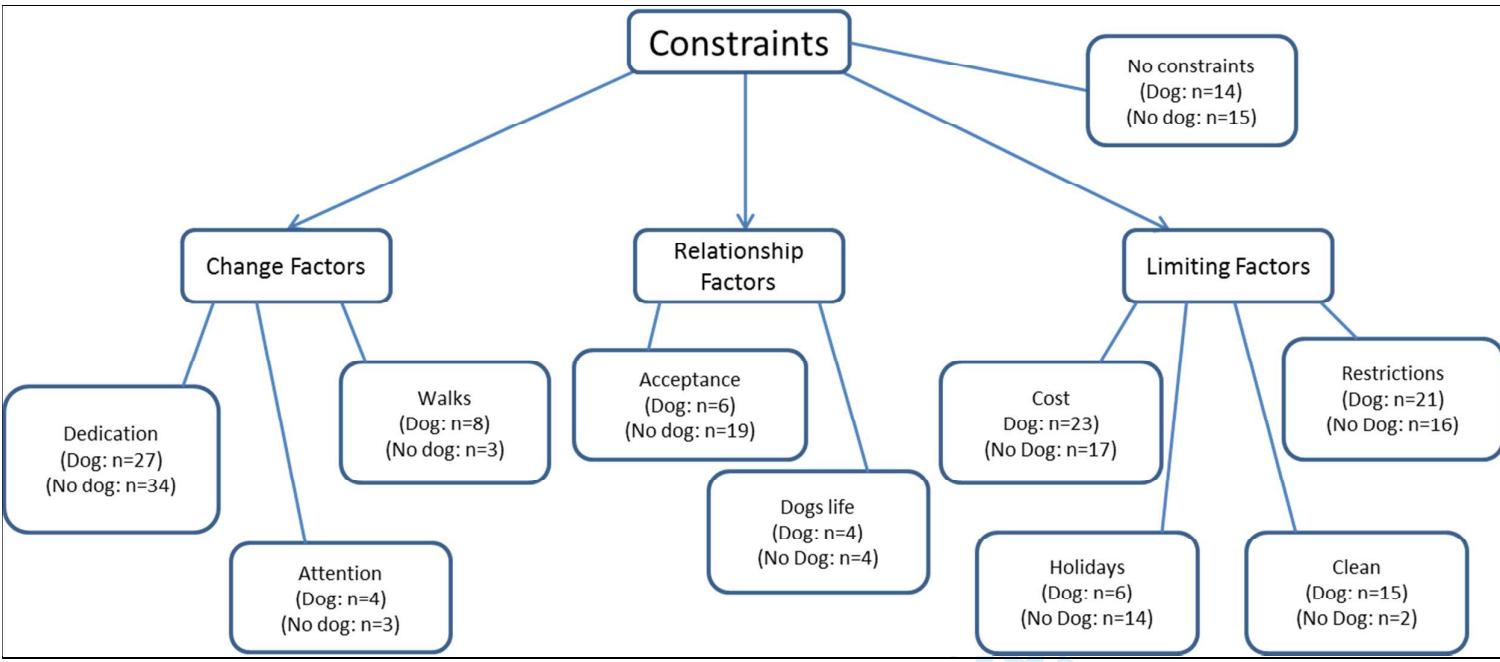 Constraints
No constraints
(Dog: n=14)
(No dog: n=15)
Change Factors
Relationship
Factors
Limiting Factors
Dedication
(Dog: n=27)
(No dog: n=34)
Attention
(Dog: n=4)
(No dog: n=3)
Walks
(Dog: n=8)
(No dog: n=3)
Acceptance
(Dog: n=6)
(No dog: n=19)
Dogs life
(Dog: n=4)
(No Dog: n=4)
Cost
Dog: n=23)
(No Dog: n=17)
Holidays
(Dog: n=6)
(No Dog: n=14)
Clean
(Dog: n=15)
(No Dog: n=2)
Restrictions
(Dog: n=21)
(No Dog: n=16)